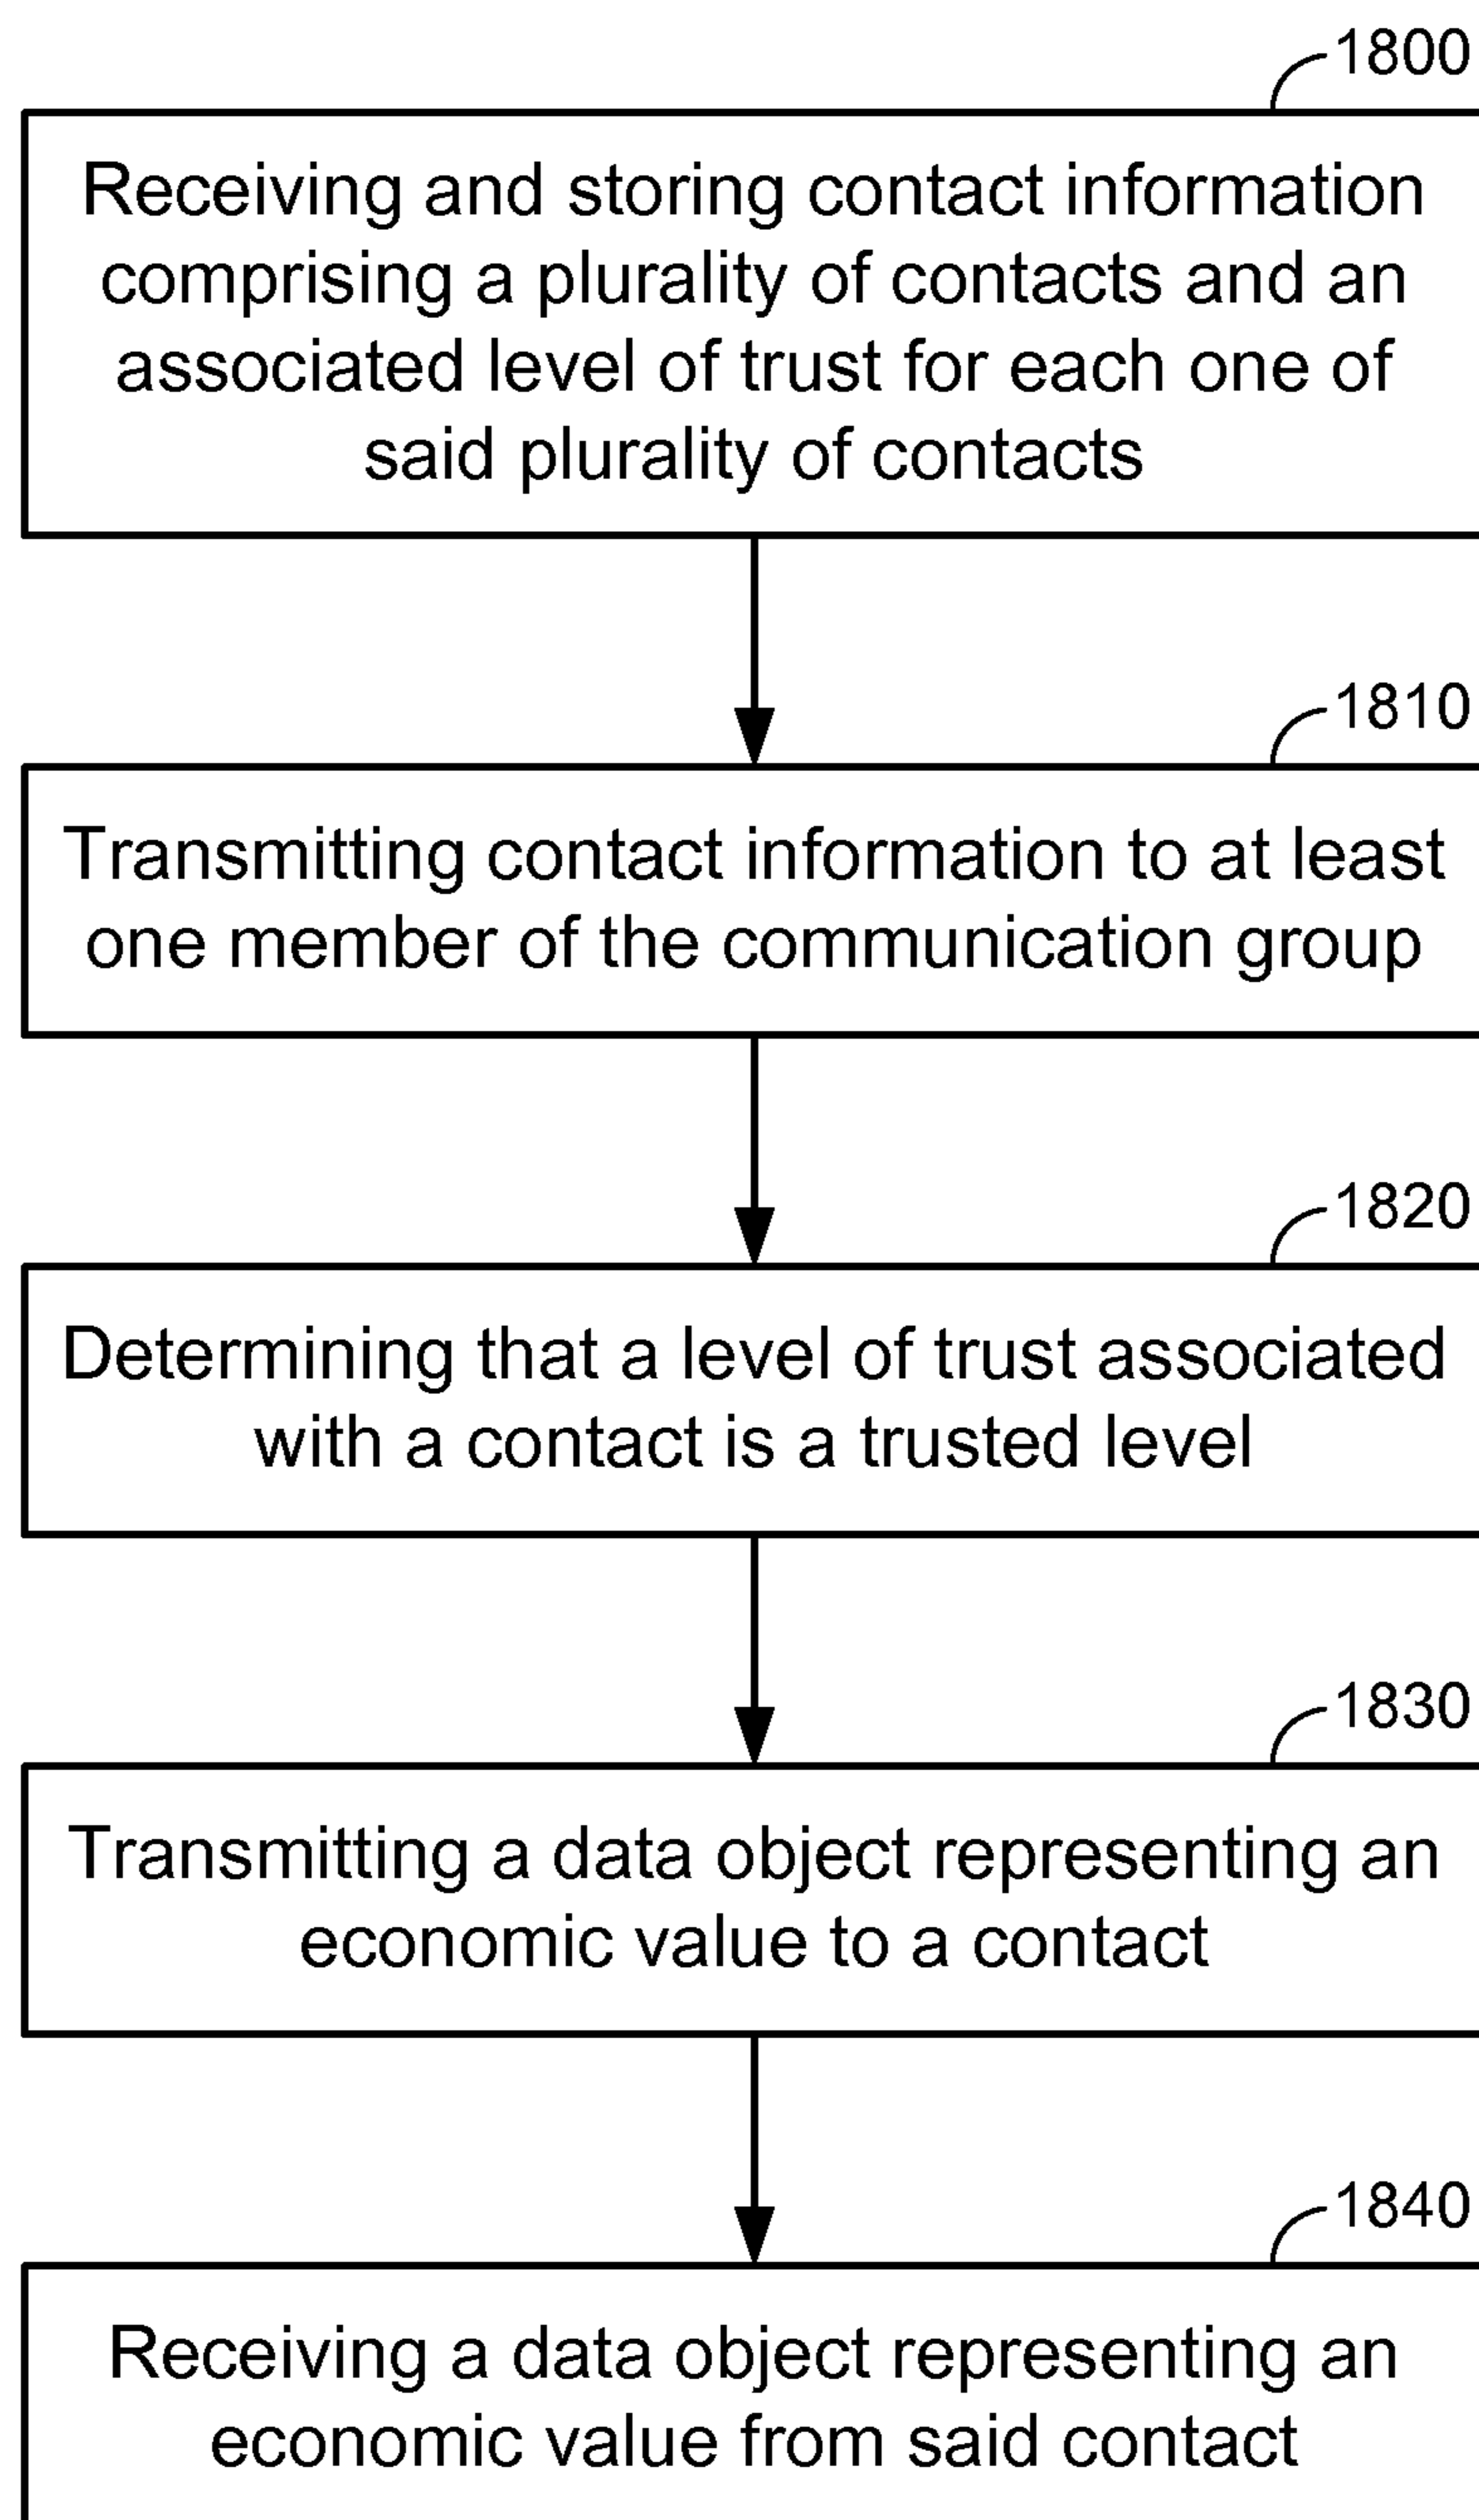 1800
Receiving and storing contact information
comprising a plurality of contacts and an
associated level of trust for each one of
said plurality of contacts
1810
Transmitting contact information to at least
one member of the communication group
1820
Determining that a level of trust associated
with a contact is a trusted level
1830
Transmitting a data object representing an
economic value to a contact
1840
Receiving a data object representing an
economic value from said contact